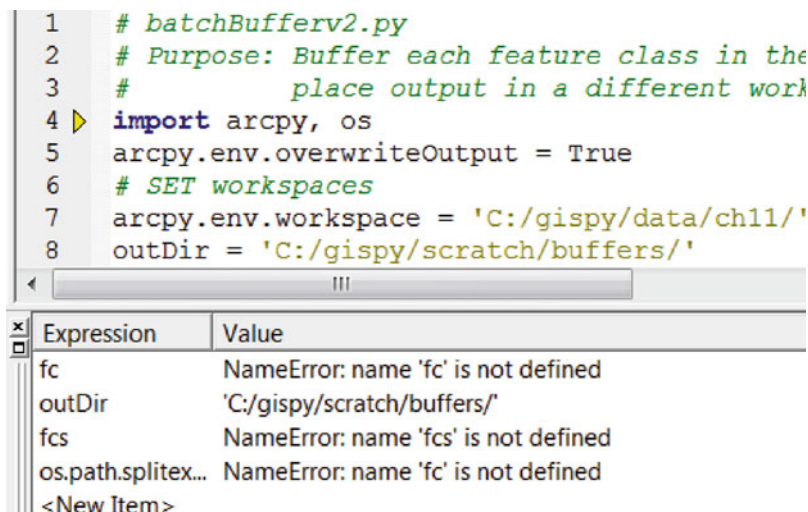 1 # batchBufferv2.py
2 # Purpose: Buffer each feature class in the
3 # place output in a different work
4 import arcpy, os
5 arcpy.env.overwriteOutput = True
6 # SET workspaces
7 arcpy.env.workspace = 'C:/gispy/data/ch11/'
8 outDir = 'C:/gispy/scratch/buffers/'
Expression Value
fc NameError: name 'fc' is not defined
outDir 'C:/gispy/scratch/buffers/'
fcs NameError: name 'fcs' is not defined
os.path.splitex... NameError: name 'fc' is not defined
<New Item>